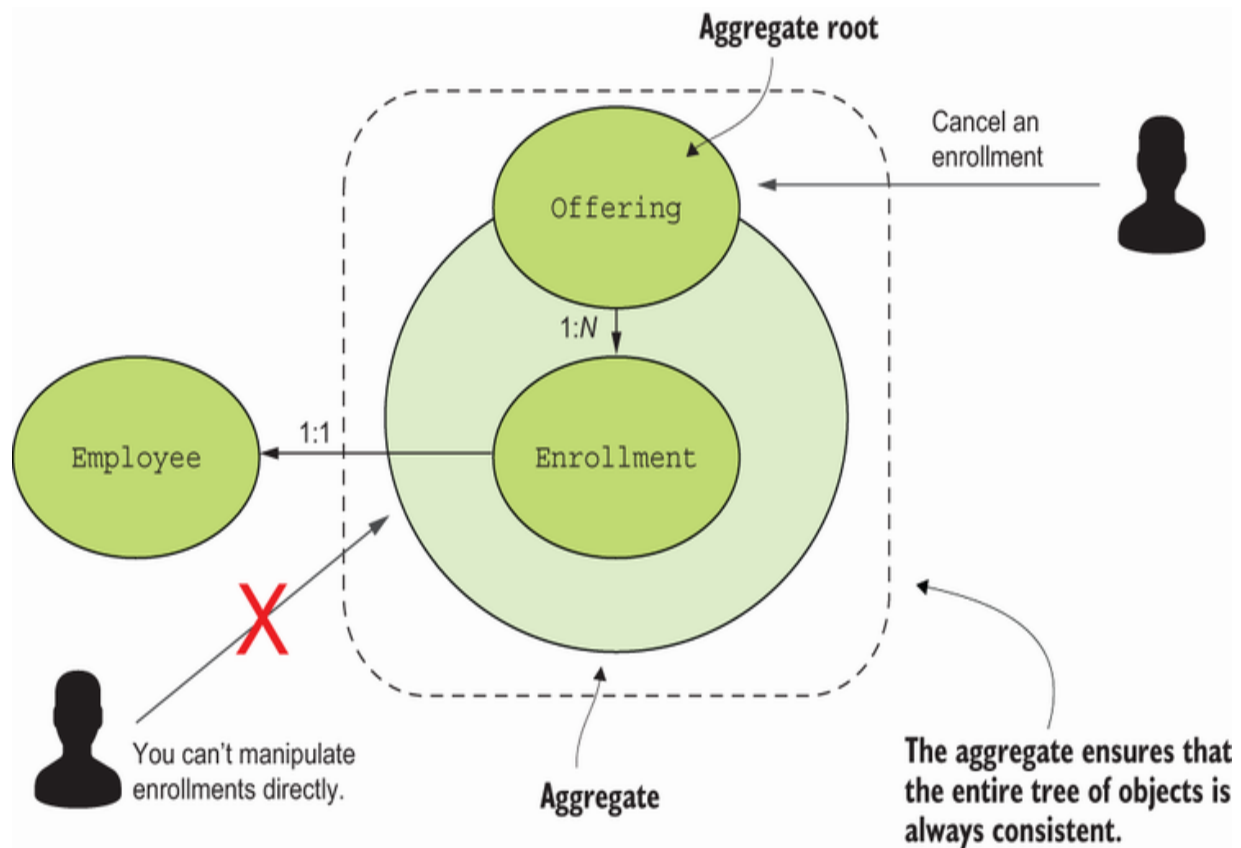 Aggregate root
Cancel an
enrollment
Offering
1:N
1:1
Employee
Enrollment
You can't manipulate
enrollments directly.
Aggregate
The aggregate ensures that
the entire tree of objects is
always consistent.